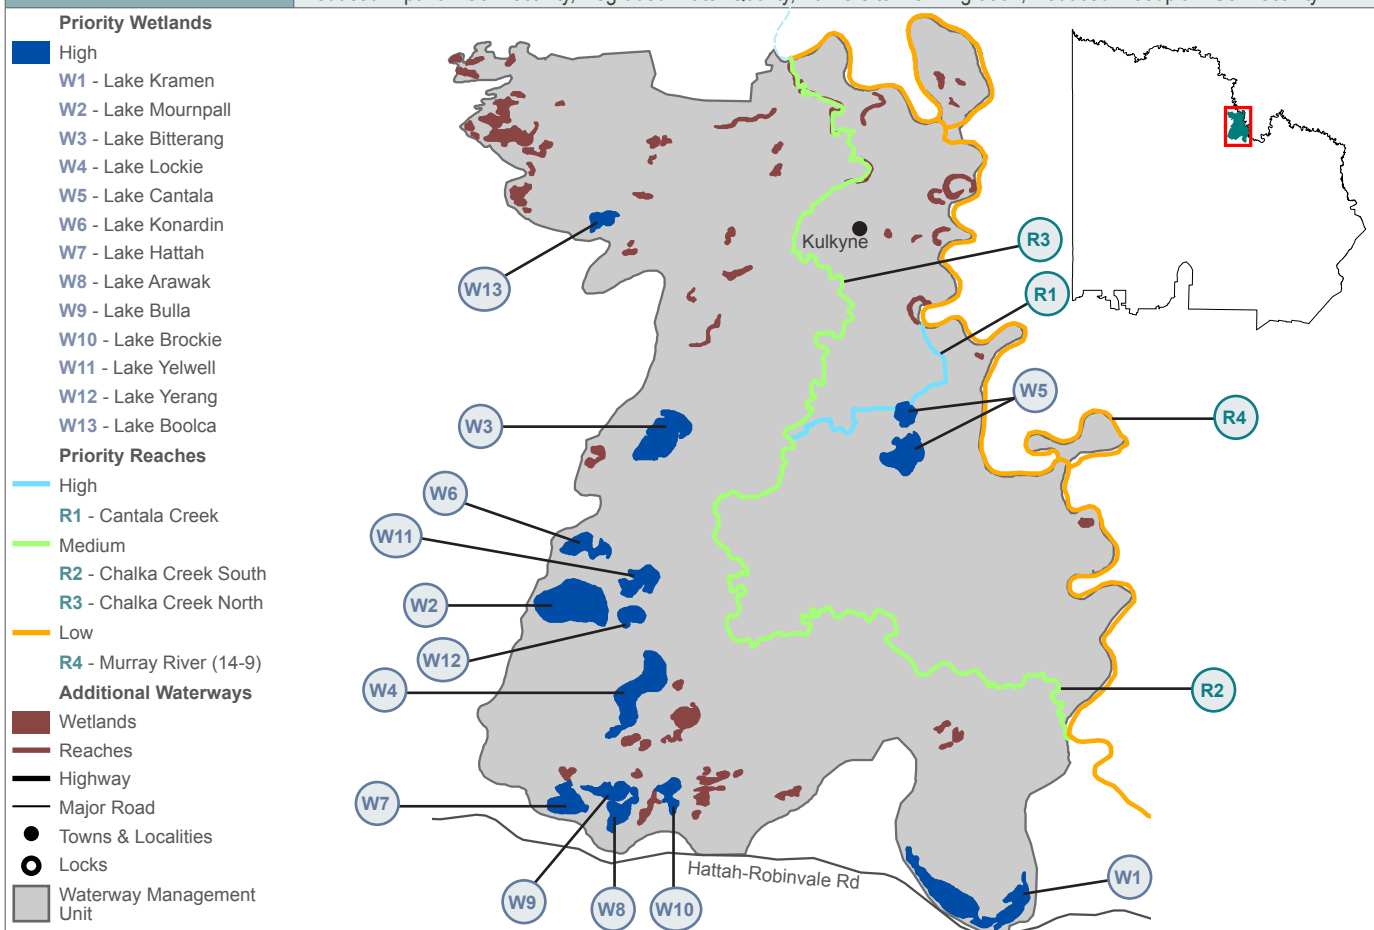 Priority Wetlands
High
W1 - Lake Kramen
W2 - Lake Mournpall
W3 - Lake Bitterang
W4 - Lake Lockie
W5 - Lake Cantala
W6 - Lake Konardin
W7 - Lake Hattah
W8 - Lake Arawak
W9 - Lake Bulla
W10 - Lake Brockie
W11 - Lake Yelwell
W12 - Lake Yerang
W13 - Lake Boolca
Priority Reaches
High
R1 - Cantala Creek
Medium
R2 - Chalka Creek South
R3 - Chalka Creek North
Low
R4 - Murray River (14-9)
Additional Waterways
Wetlands
Reaches
Highway
Major Road
Towns & Localities
Locks
Waterway Management
Unit
Kulkyne
R3
W13
R1
W5
R4
W3
W6
W11
W2
W12
W4
R2
W7
Hattah-Robinvale Rd
W1
W9
W8
W10